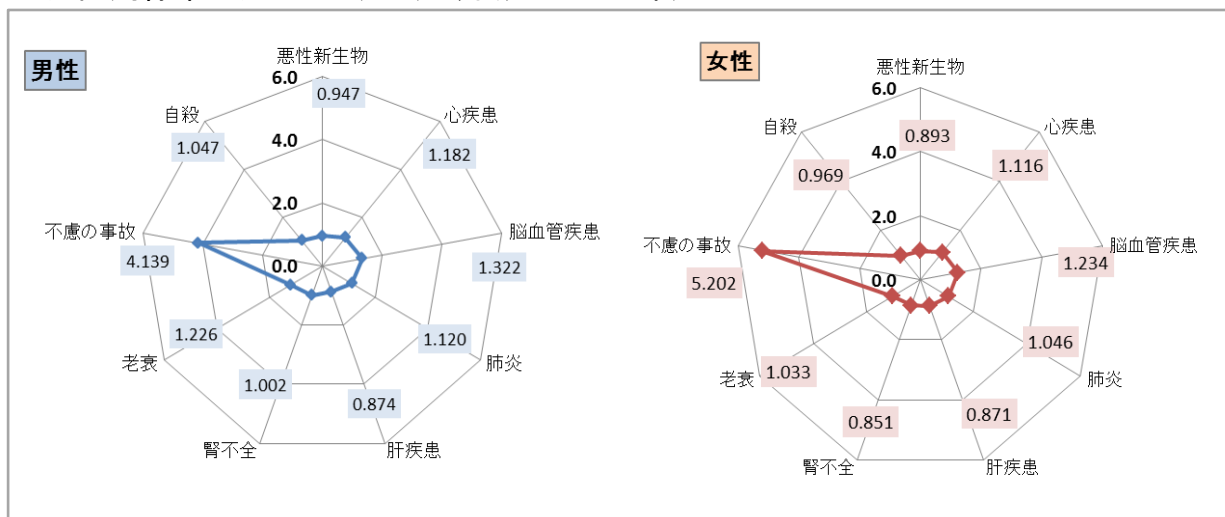 男性
悪性新生物
6.0
0.947
自殺
心疾患
1.047
4.0
1.182
2.0
不慮の事故
脳血管疾患
4.139
0.0
1.322
1.226
1.120
老衰
肺炎
1.002
0.874
腎不全
肝疾患
女性
悪性新生物
6.0
自殺
0.893
心疾患
0.969
4.0
1.116
2.0
不慮の事故
脳血管疾患
5.202
0.0
1.234
1.033
1.046
老衰
肺炎
0.851
0.871
腎不全
肝疾患